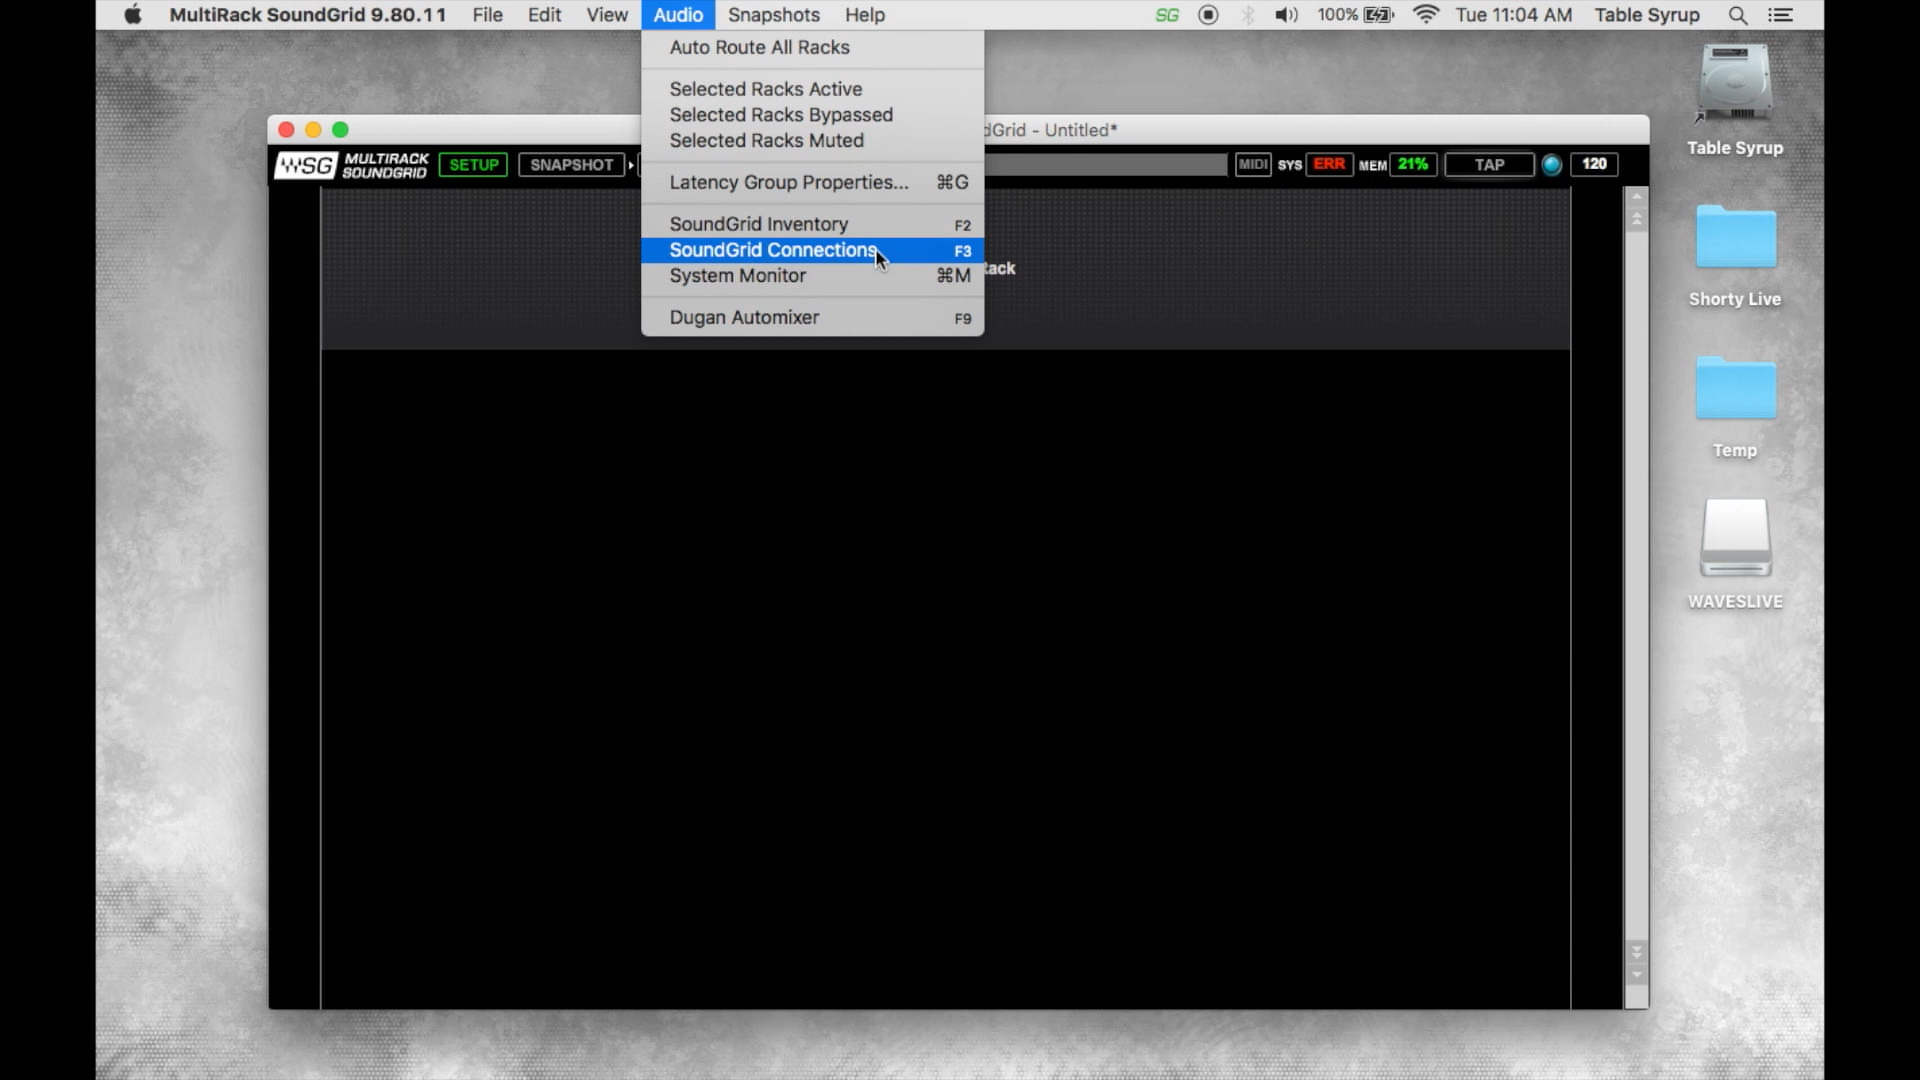 MultiRack SoundGrid 9.80.11 File Edit View Audio Snapshots Help SG 100% Tue 11:04 AM Table Syrup
Auto Route All Racks
Selected Racks Active
Selected Racks Bypassed
Selected Racks Muted
Latency Group Properties... ⌘G
SoundGrid Inventory F2
SoundGrid Connections F3
System Monitor ⌘M
Dugan Automixer F9
dGrid - Untitled*
WSG MULTIRACK SOUNDGRID SETUP SNAPSHOT MIDI SYS ERR MEM 21% TAP 120
Rack
Table Syrup
Shorty Live
Temp
WAVESLIVE